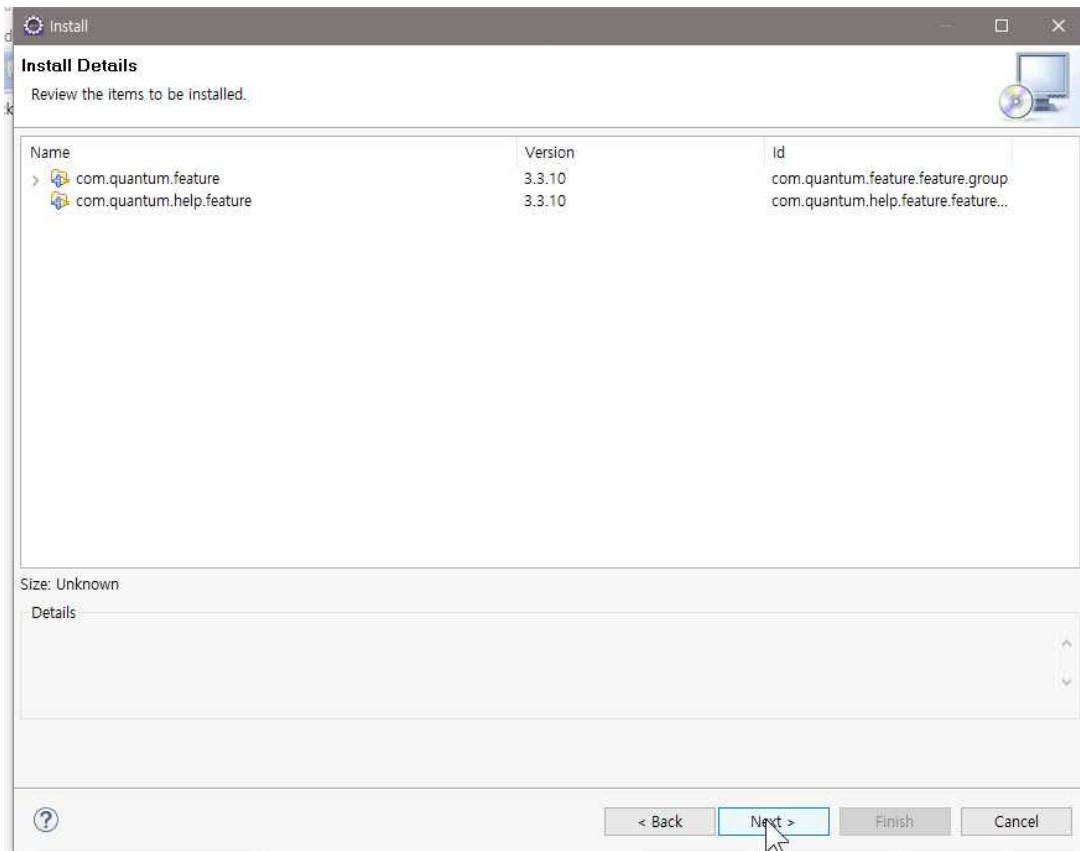 Install
Install Details
Review the items to be installed.
Name Version Id
com.quantum.feature 3.3.10 com.quantum.feature.feature.group
com.quantum.help.feature 3.3.10 com.quantum.help.feature.feature...
Size: Unknown
Details
< Back Next > Finish Cancel